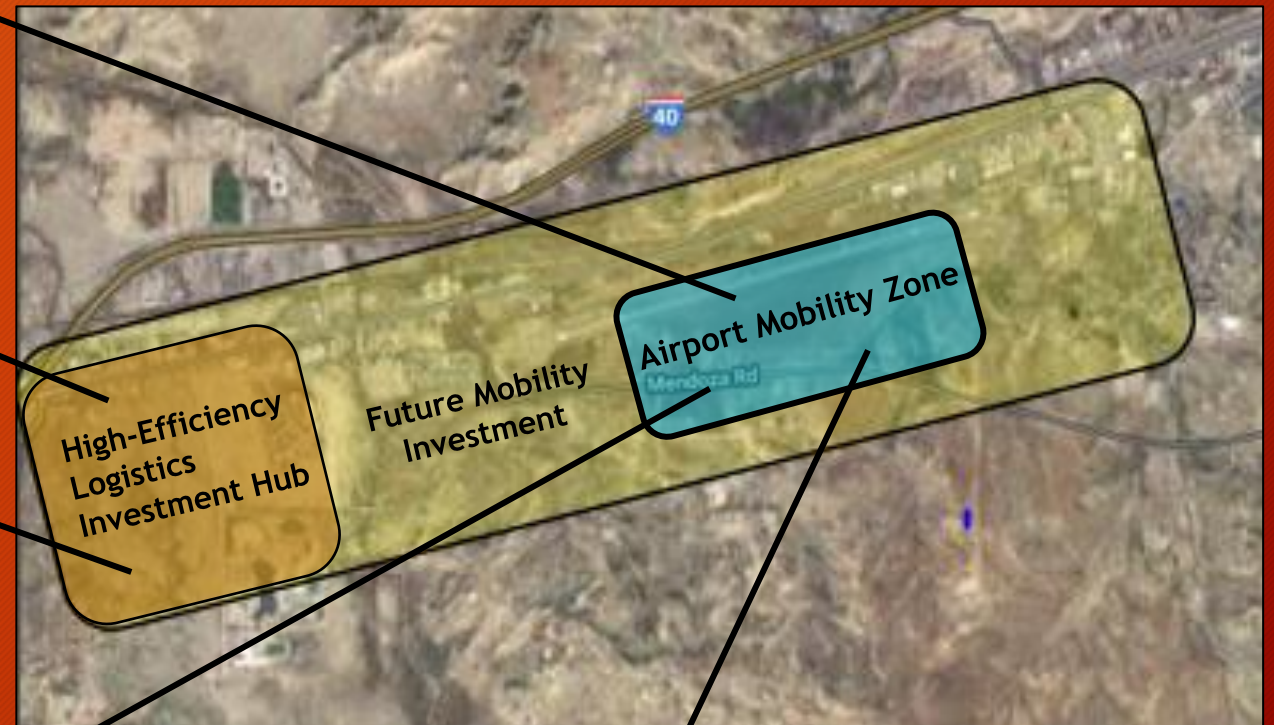 40
Airport Mobility Zone
Mendoza Rd
Future Mobility
Investment
High-Efficiency
Logistics
Investment Hub